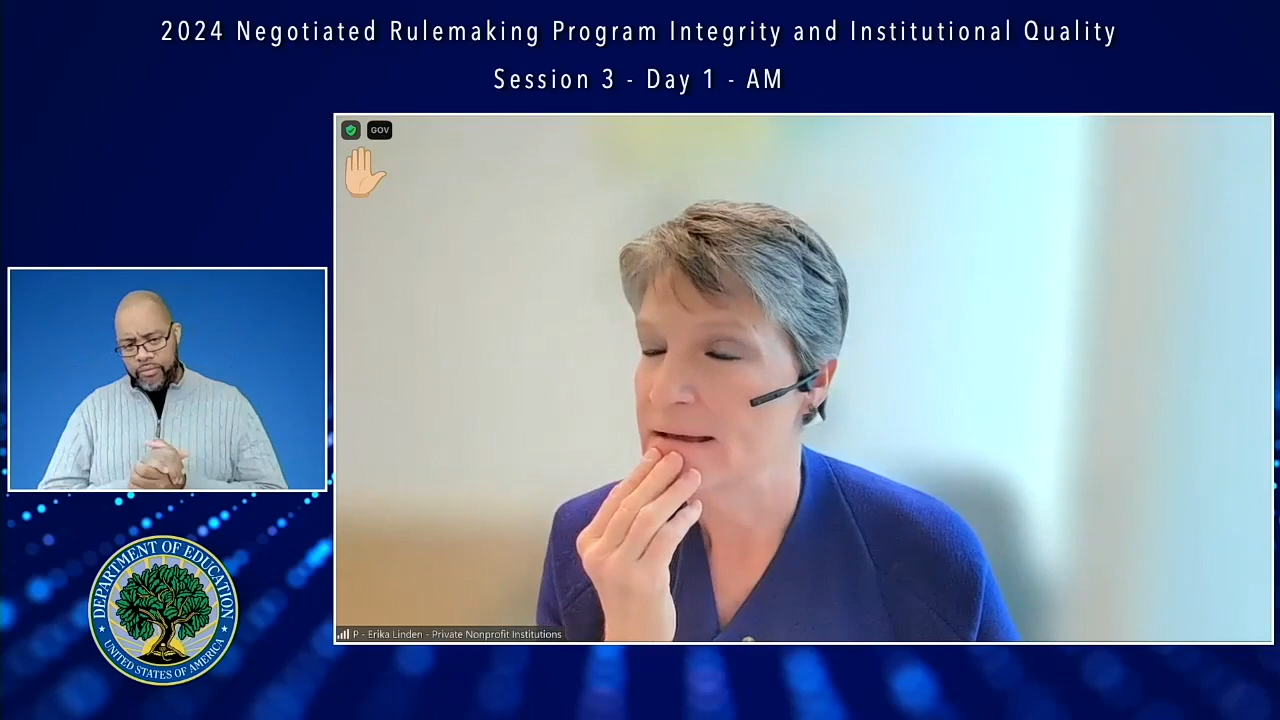 2024 Negotiated Rulemaking Program Integrity and Institutional Quality
Session 3 - Day 1 - AM
GOV
P - Erika Linden - Private Nonprofit Institutions
DEPARTMENT OF EDUCATION
UNITED STATES OF AMERICA